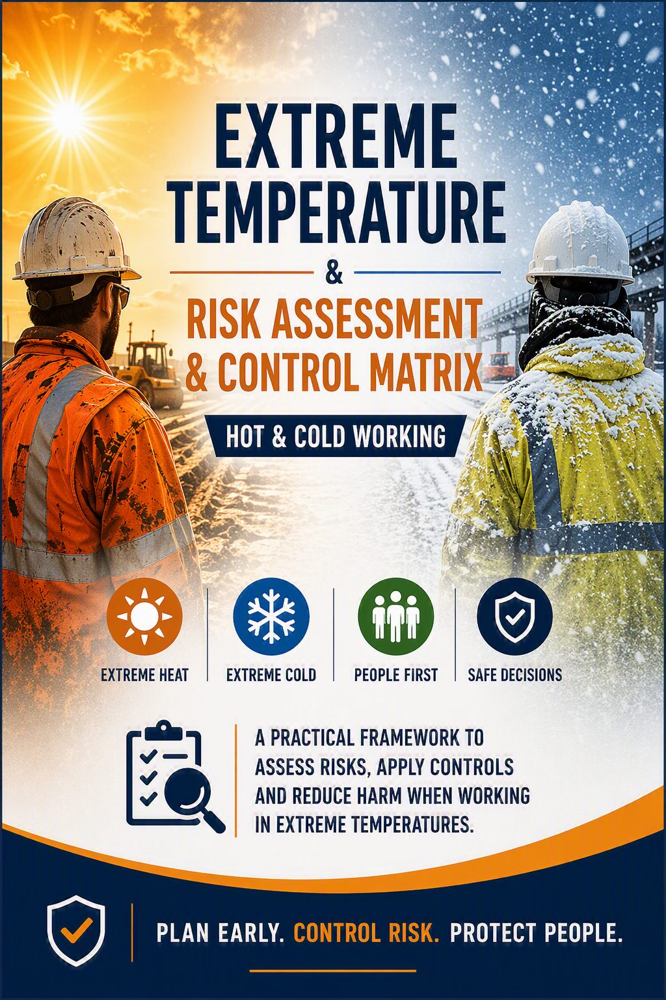 EXTREME
TEMPERATURE
&
RISK ASSESSMENT
& CONTROL MATRIX
HOT & COLD WORKING
EXTREME HEAT
EXTREME COLD
PEOPLE FIRST
SAFE DECISIONS
A PRACTICAL FRAMEWORK TO
ASSESS RISKS, APPLY CONTROLS
AND REDUCE HARM WHEN WORKING
IN EXTREME TEMPERATURES.
PLAN EARLY. CONTROL RISK. PROTECT PEOPLE.